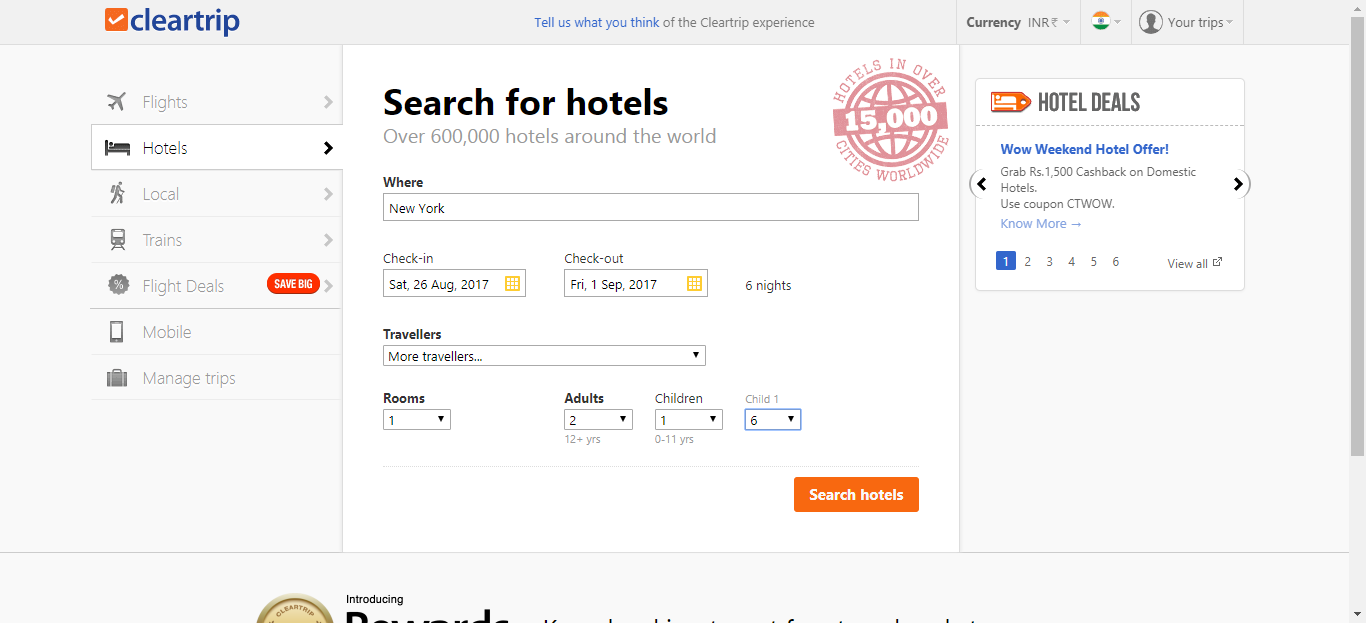 cleartrip
Tell us what you think of the Cleartrip experience
Currency INR₹
Your trips
Flights
Hotels
Local
Trains
Flight Deals SAVE BIG
Mobile
Manage trips
Search for hotels
Over 600,000 hotels around the world
HOTELS IN OVER
15,000
CITIES WORLDWIDE
Where
New York
Check-in Check-out
Sat, 26 Aug, 2017 Fri, 1 Sep, 2017 6 nights
Travellers
More travellers...
Rooms Adults Children Child 1
1 2 1 6
12+ yrs 0-11 yrs
Search hotels
HOTEL DEALS
Wow Weekend Hotel Offer!
Grab Rs.1,500 Cashback on Domestic
Hotels.
Use coupon CTWOW.
Know More →
1 2 3 4 5 6 View all
CLEARTRIP
Introducing
Rewards